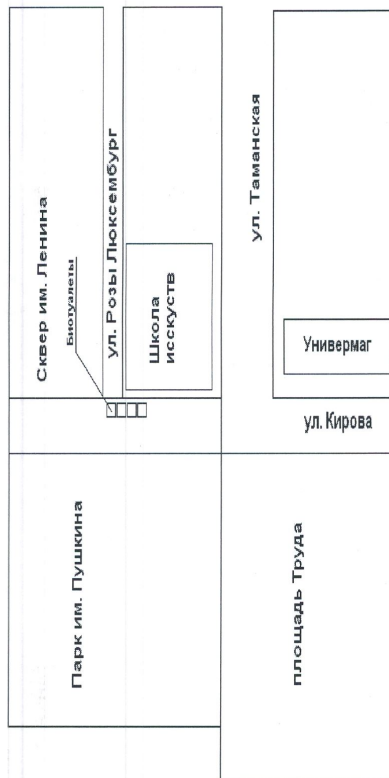 Сквер им. Ленина
Биотуалеты
ул. Розы Люксембург
Школа
исскуств
ул. Таманская
Универмаг
ул. Кирова
Парк им. Пушкина
площадь Труда